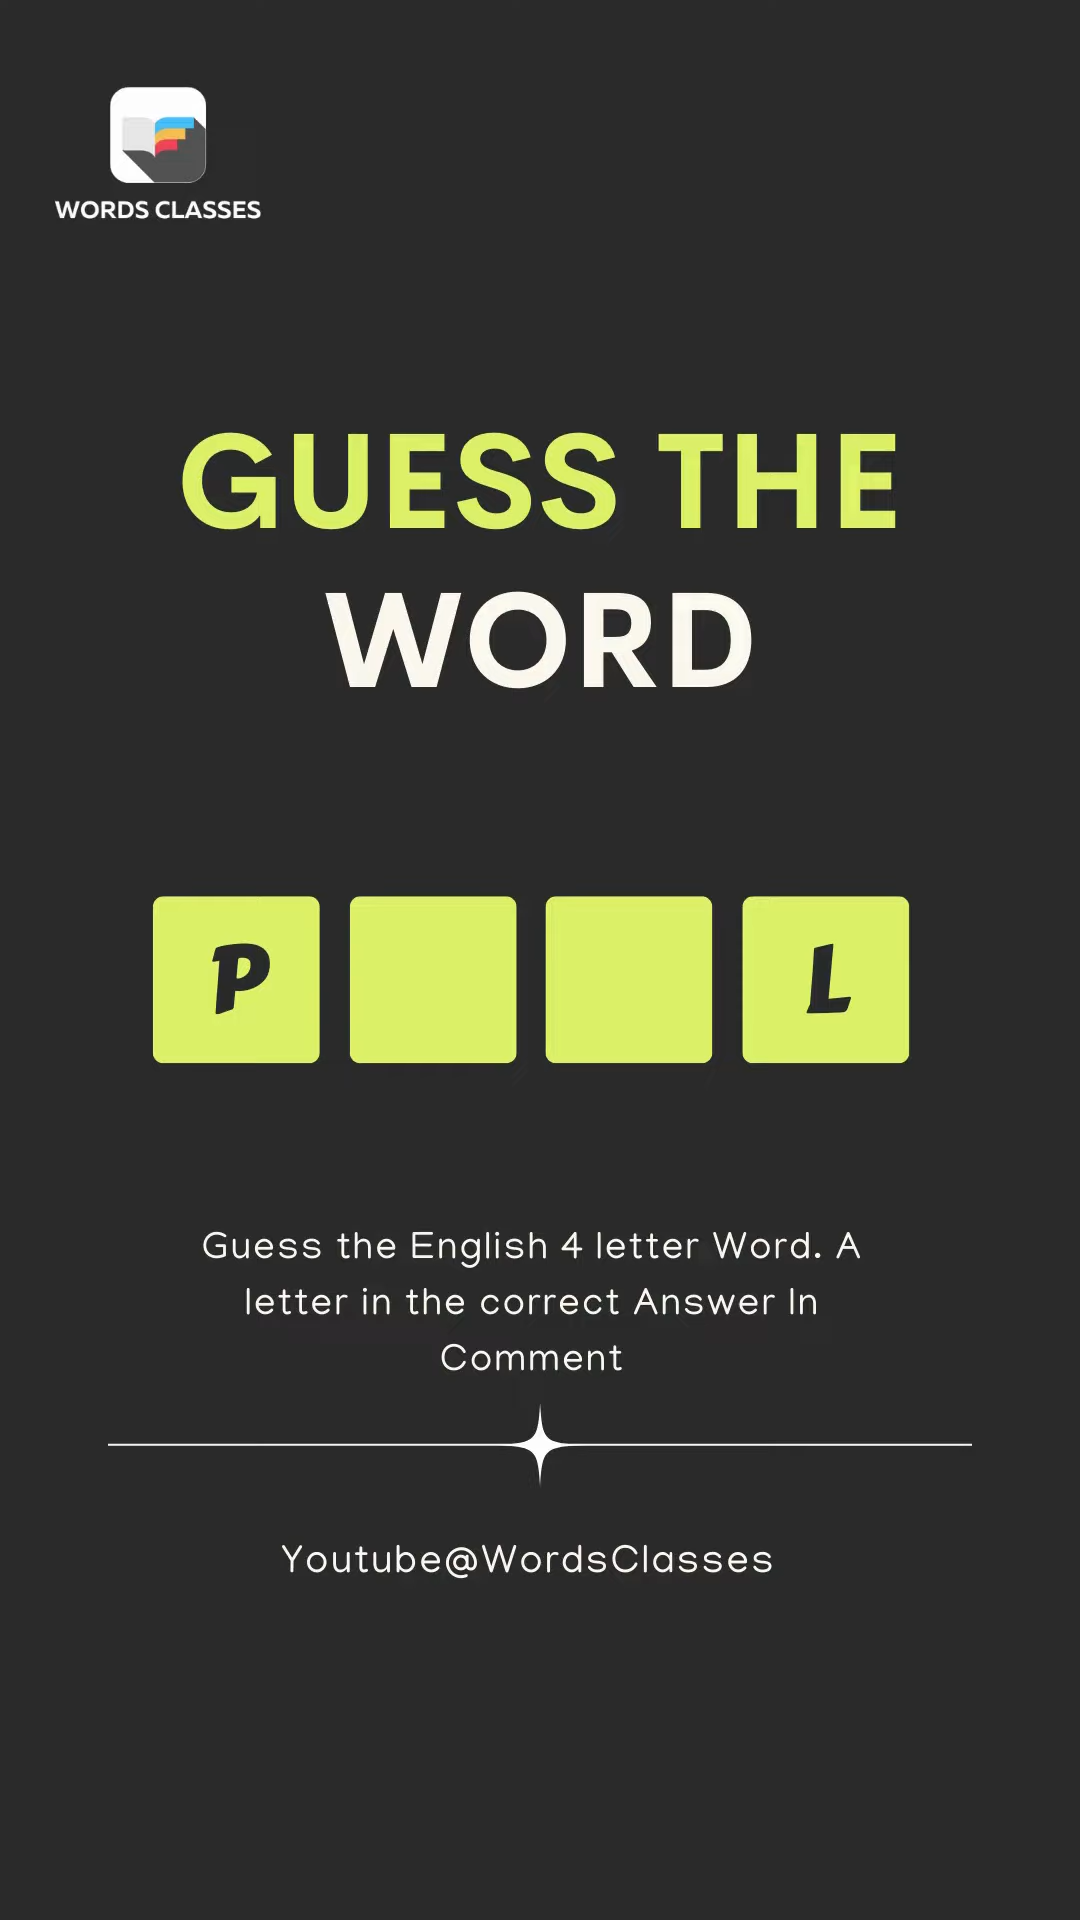 WORDS CLASSES
GUESS THE
WORD
P L
Guess the English 4 letter Word. A
letter in the correct Answer In
Comment
Youtube@WordsClasses